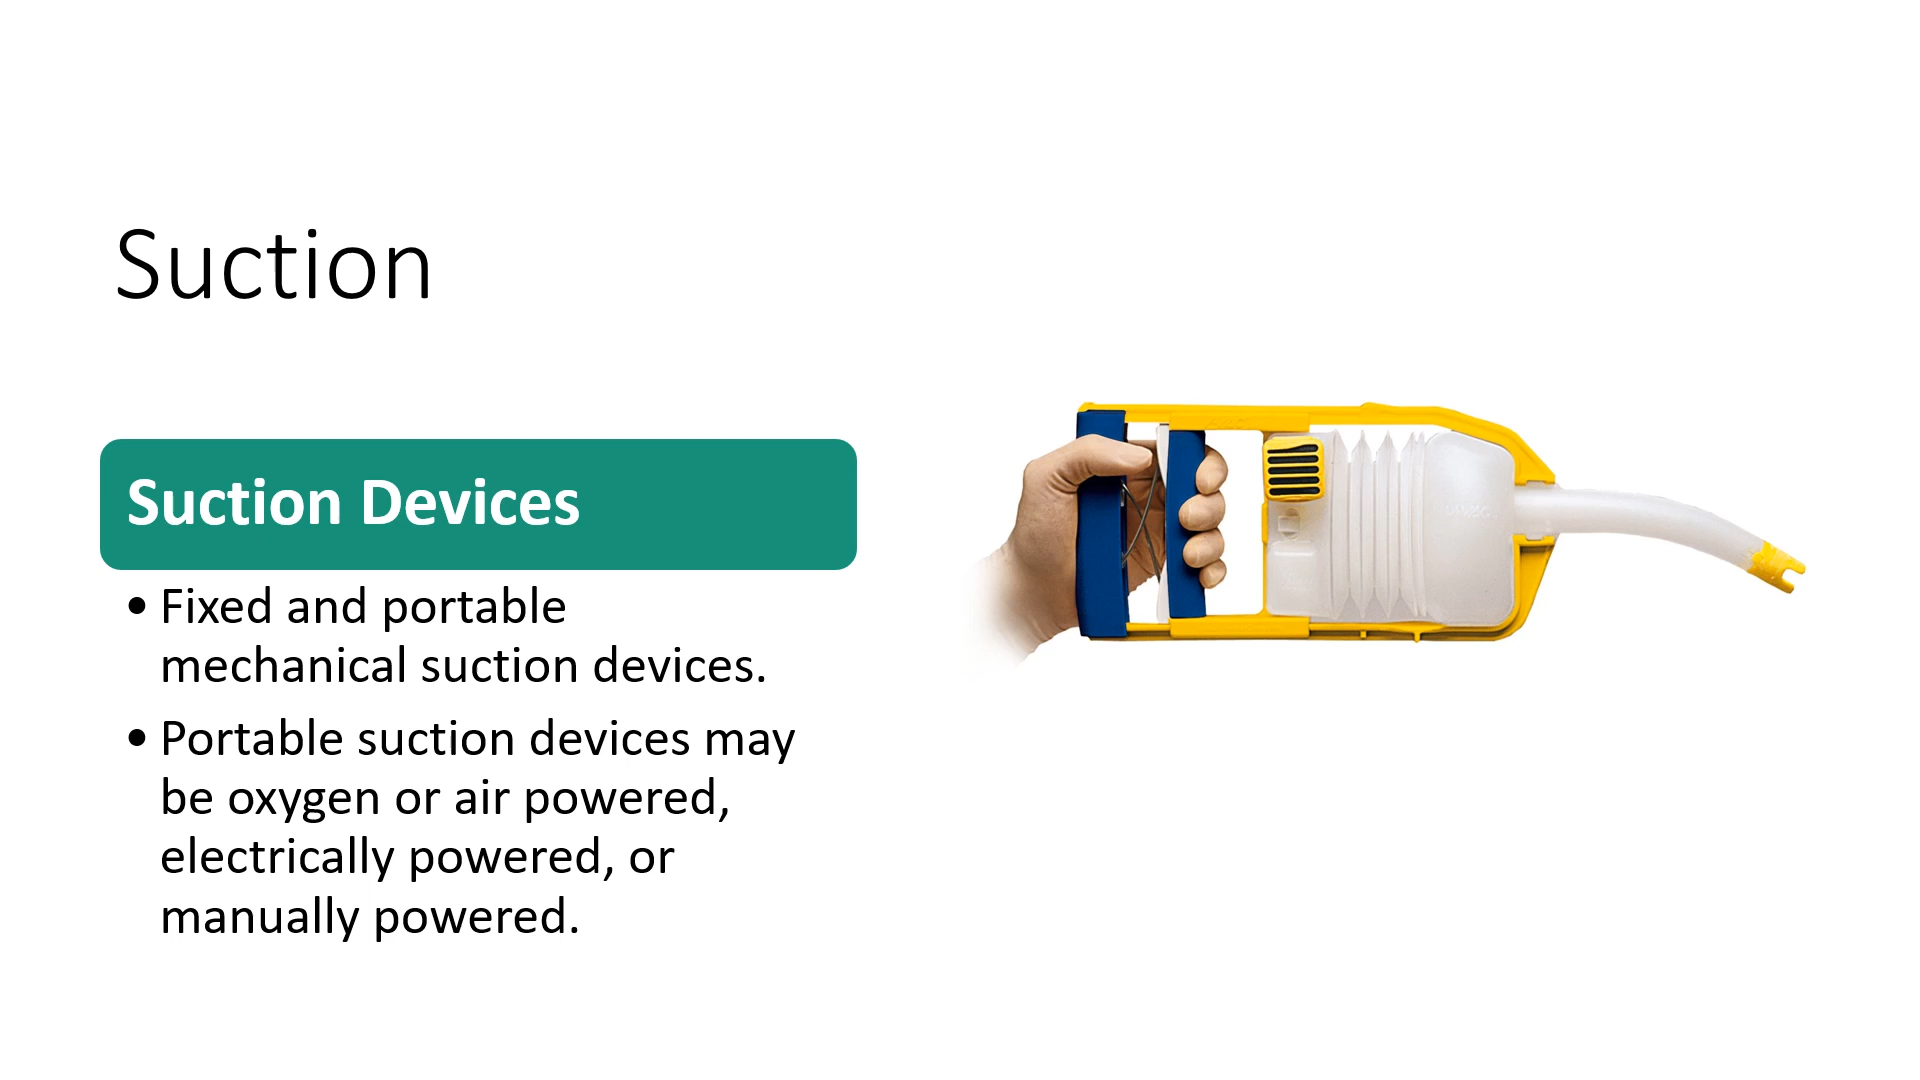 Suction
Suction Devices
• Fixed and portable
mechanical suction devices.
• Portable suction devices may
be oxygen or air powered,
electrically powered, or
manually powered.